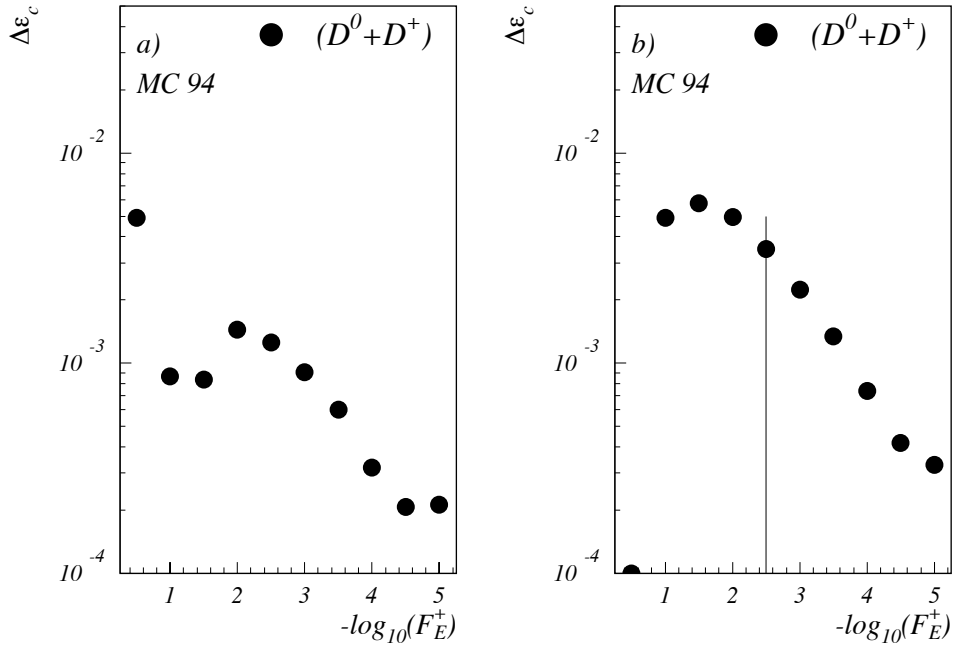 Δε_c
a)
(D^0+D^+)
MC 94
10^-2
10^-3
10^-4
1 2 3 4 5
-log_10(F_E^+)
Δε_c
b)
(D^0+D^+)
MC 94
10^-2
10^-3
10^-4
1 2 3 4 5
-log_10(F_E^+)